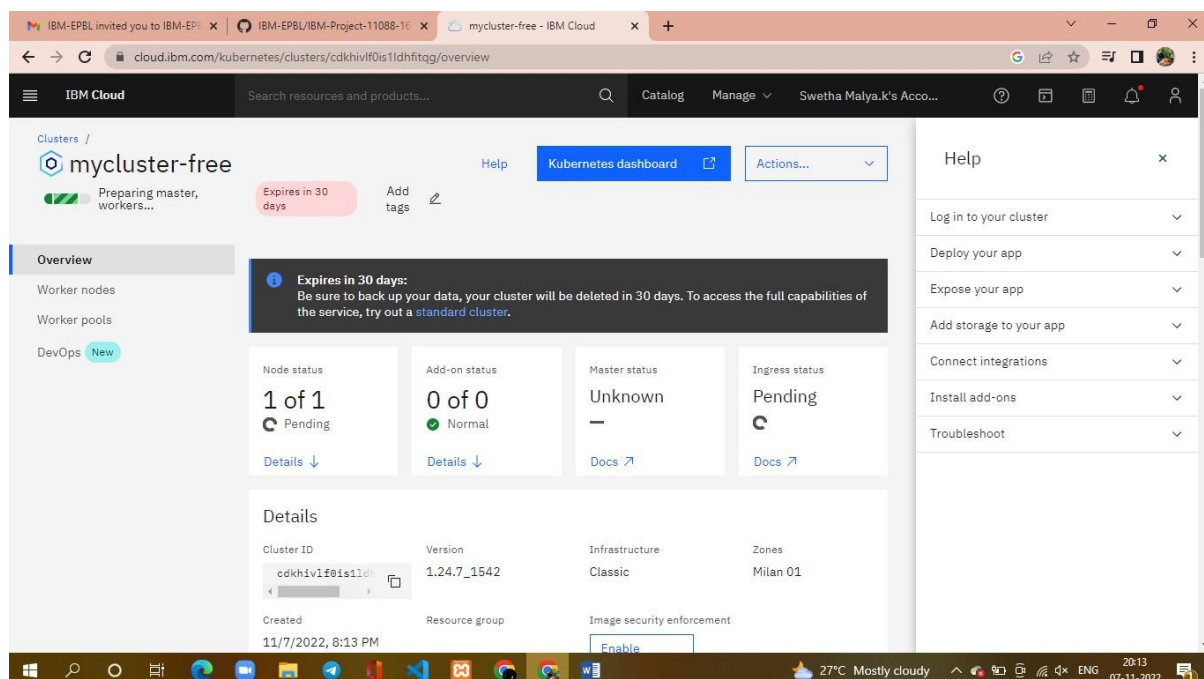 IBM-EPBL invited you to IBM-EPB
IBM-EPBL/IBM-Project-11088-16
mycluster-free - IBM Cloud
cloud.ibm.com/kubernetes/clusters/cdkhivlf0is1ldhfitqg/overview
IBM Cloud
Search resources and products...
Catalog
Manage
Swetha Malya.k's Acco...
Clusters /
mycluster-free
Preparing master,
workers...
Expires in 30
days
Add
tags
Help
Kubernetes dashboard
Actions...
Overview
Worker nodes
Worker pools
DevOps New
Expires in 30 days:
Be sure to back up your data, your cluster will be deleted in 30 days. To access the full capabilities of
the service, try out a standard cluster.
Node status
1 of 1
Pending
Details
Add-on status
0 of 0
Normal
Details
Master status
Unknown
Docs
Ingress status
Pending
Docs
Details
Cluster ID
cdkhivlf0is1ldh
Version
1.24.7_1542
Infrastructure
Classic
Zones
Milan 01
Created
11/7/2022, 8:13 PM
Resource group
Image security enforcement
Enable
Help
Log in to your cluster
Deploy your app
Expose your app
Add storage to your app
Connect integrations
Install add-ons
Troubleshoot
27°C Mostly cloudy
ENG
20:13
07-11-2022